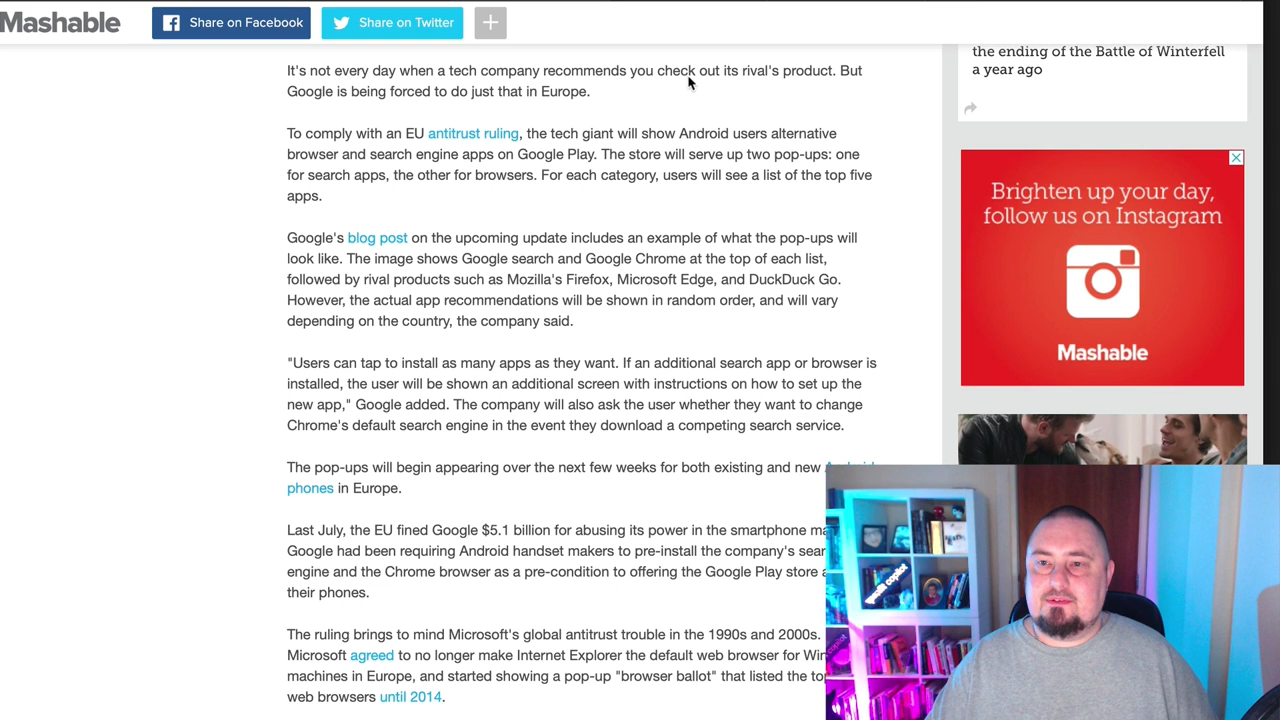 Mashable
Share on Facebook
Share on Twitter
It's not every day when a tech company recommends you check out its rival's product. But
Google is being forced to do just that in Europe.
To comply with an EU antitrust ruling, the tech giant will show Android users alternative
browser and search engine apps on Google Play. The store will serve up two pop-ups: one
for search apps, the other for browsers. For each category, users will see a list of the top five
apps.
Google's blog post on the upcoming update includes an example of what the pop-ups will
look like. The image shows Google search and Google Chrome at the top of each list,
followed by rival products such as Mozilla's Firefox, Microsoft Edge, and DuckDuck Go.
However, the actual app recommendations will be shown in random order, and will vary
depending on the country, the company said.
"Users can tap to install as many apps as they want. If an additional search app or browser is
installed, the user will be shown an additional screen with instructions on how to set up the
new app," Google added. The company will also ask the user whether they want to change
Chrome's default search engine in the event they download a competing search service.
The pop-ups will begin appearing over the next few weeks for both existing and new
phones in Europe.
Last July, the EU fined Google $5.1 billion for abusing its power in the smartphone
Google had been requiring Android handset makers to pre-install the company's
engine and the Chrome browser as a pre-condition to offering the Google Play store
their phones.
The ruling brings to mind Microsoft's global antitrust trouble in the 1990s and 2000s.
Microsoft agreed to no longer make Internet Explorer the default web browser for
machines in Europe, and started showing a pop-up "browser ballot" that listed the
web browsers until 2014.
the ending of the Battle of Winterfell
a year ago
Brighten up your day,
follow us on Instagram
Mashable